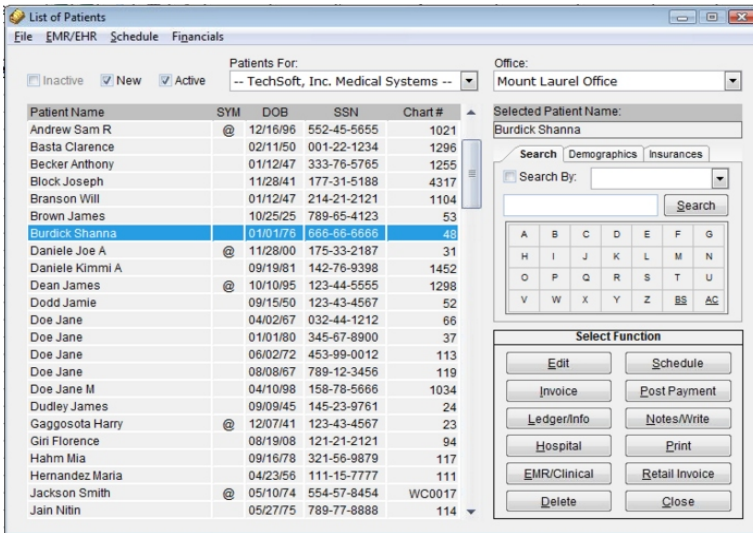 List of Patients
File EMR/EHR Schedule Financials
Patients For:
Office:
Inactive New Active -- TechSoft, Inc. Medical Systems -- Mount Laurel Office
Patient Name SYM DOB SSN Chart #
Andrew Sam R @ 12/16/96 552-45-5655 1021
Basta Clarence 02/11/50 001-22-1234 1296
Becker Anthony 01/12/47 333-76-5765 1255
Block Joseph 11/28/41 177-31-5188 4317
Branson Will 01/12/47 214-21-2121 1104
Brown James 10/25/25 789-65-4123 53
Burdick Shanna 01/01/76 666-66-6666 48
Daniele Joe A @ 11/28/00 175-33-2187 31
Daniele Kimmi A 09/19/81 142-76-9398 1452
Dean James @ 10/10/95 123-44-5555 1298
Dodd Jamie 09/15/50 123-43-4567 52
Doe Jane 04/02/67 032-44-1212 66
Doe Jane 01/01/80 345-67-8900 37
Doe Jane 06/02/72 453-99-0012 113
Doe Jane 08/08/67 789-12-3456 119
Doe Jane M 04/10/98 158-78-5666 1034
Dudley James 09/09/45 145-23-9761 24
Gaggosota Harry @ 12/07/41 123-43-4567 23
Giri Florence 08/19/08 121-21-2121 94
Hahm Mia 09/16/78 321-56-9879 117
Hernandez Maria 04/23/56 111-15-7777 111
Jackson Smith @ 05/10/74 554-57-8454 WC0017
Jain Nitin 05/27/75 789-77-8888 114
Selected Patient Name:
Burdick Shanna
Search Demographics Insurances
Search By:
Search
A B C D E F G
H I J K L M N
O P Q R S T U
V W X Y Z BS AC
Select Function
Edit Schedule
Invoice Post Payment
Ledger/Info Notes/Write
Hospital Print
EMR/Clinical Retail Invoice
Delete Close